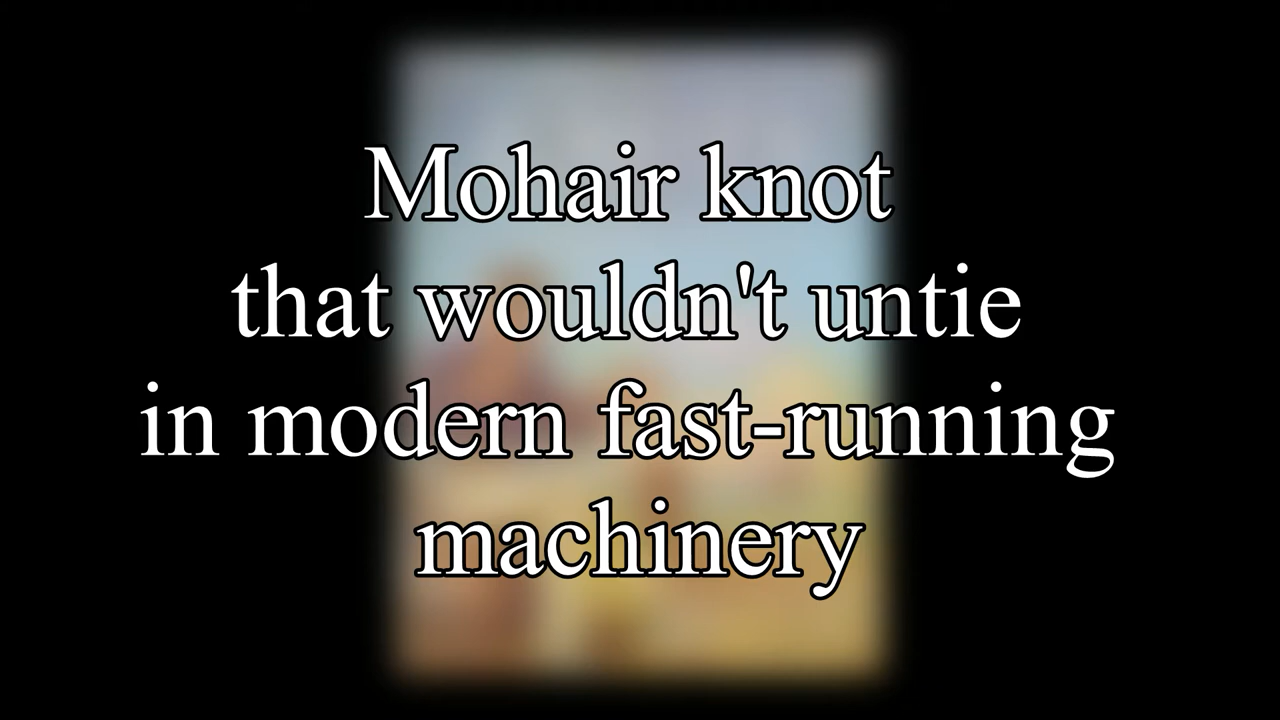 Mohair knot
that wouldn't untie
in modern fast-running
machinery